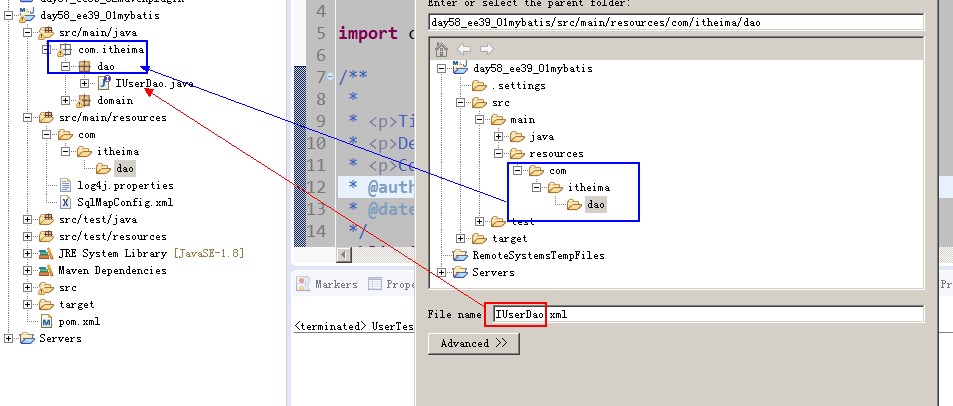 day58_ee39_01mybatis
src/main/java
com.itheima
dao
IUserDao.java
domain
src/main/resources
com
itheima
dao
log4j.properties
SqlMapConfig.xml
src/test/java
src/test/resources
JRE System Library [JavaSE-1.8]
Maven Dependencies
src
target
pom.xml
Servers
4
5 import c
6
7 /**
8 *
9 * <p>Ti
10 * <p>De
11 * <p>Co
12 * @auth
13 * @date
14 */
Markers
Prope
<terminated> UserTes
Enter or select the parent folder:
day58_ee39_01mybatis/src/main/resources/com/itheima/dao
day58_ee39_01mybatis
.settings
src
main
java
resources
com
itheima
dao
test
target
RemoteSystemsTempFiles
Servers
File name
IUserDao.xml
Advanced >>
Pr